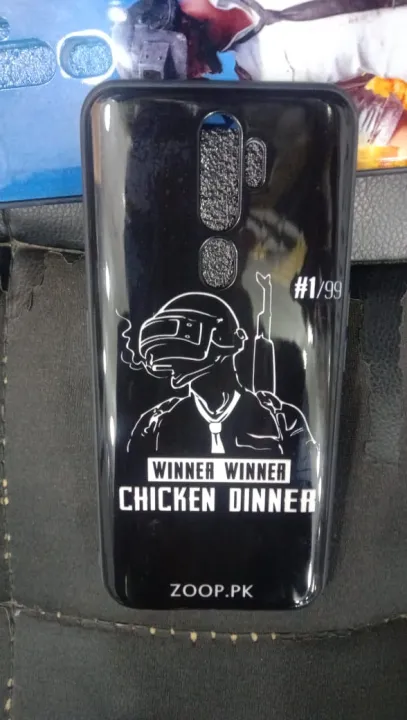 #1/99
WINNER WINNER
CHICKEN DINNER
ZOOP.PK